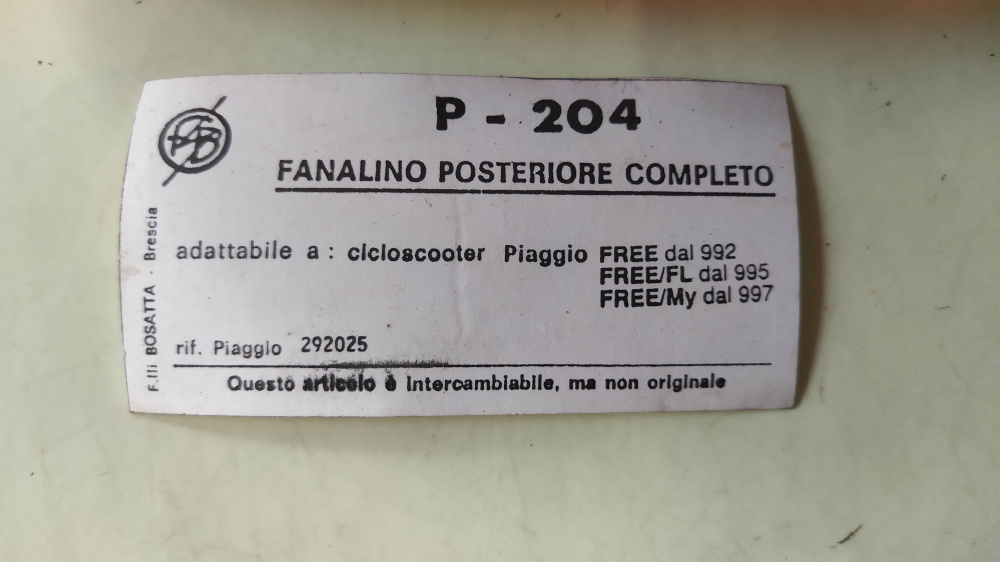 P - 204
FANALINO POSTERIORE COMPLETO
adattabile a : cicloscooter Piaggio FREE dal 992
FREE/FL dal 995
FREE/My dal 997
rif. Piaggio 292025
Questo articolo è intercambiabile, ma non originale
F.lli BOSATTA - Brescia